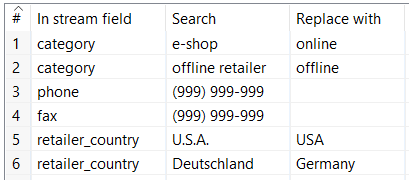 # In stream field Search Replace with
1 category e-shop online
2 category offline retailer offline
3 phone (999) 999-999
4 fax (999) 999-999
5 retailer_country U.S.A. USA
6 retailer_country Deutschland Germany